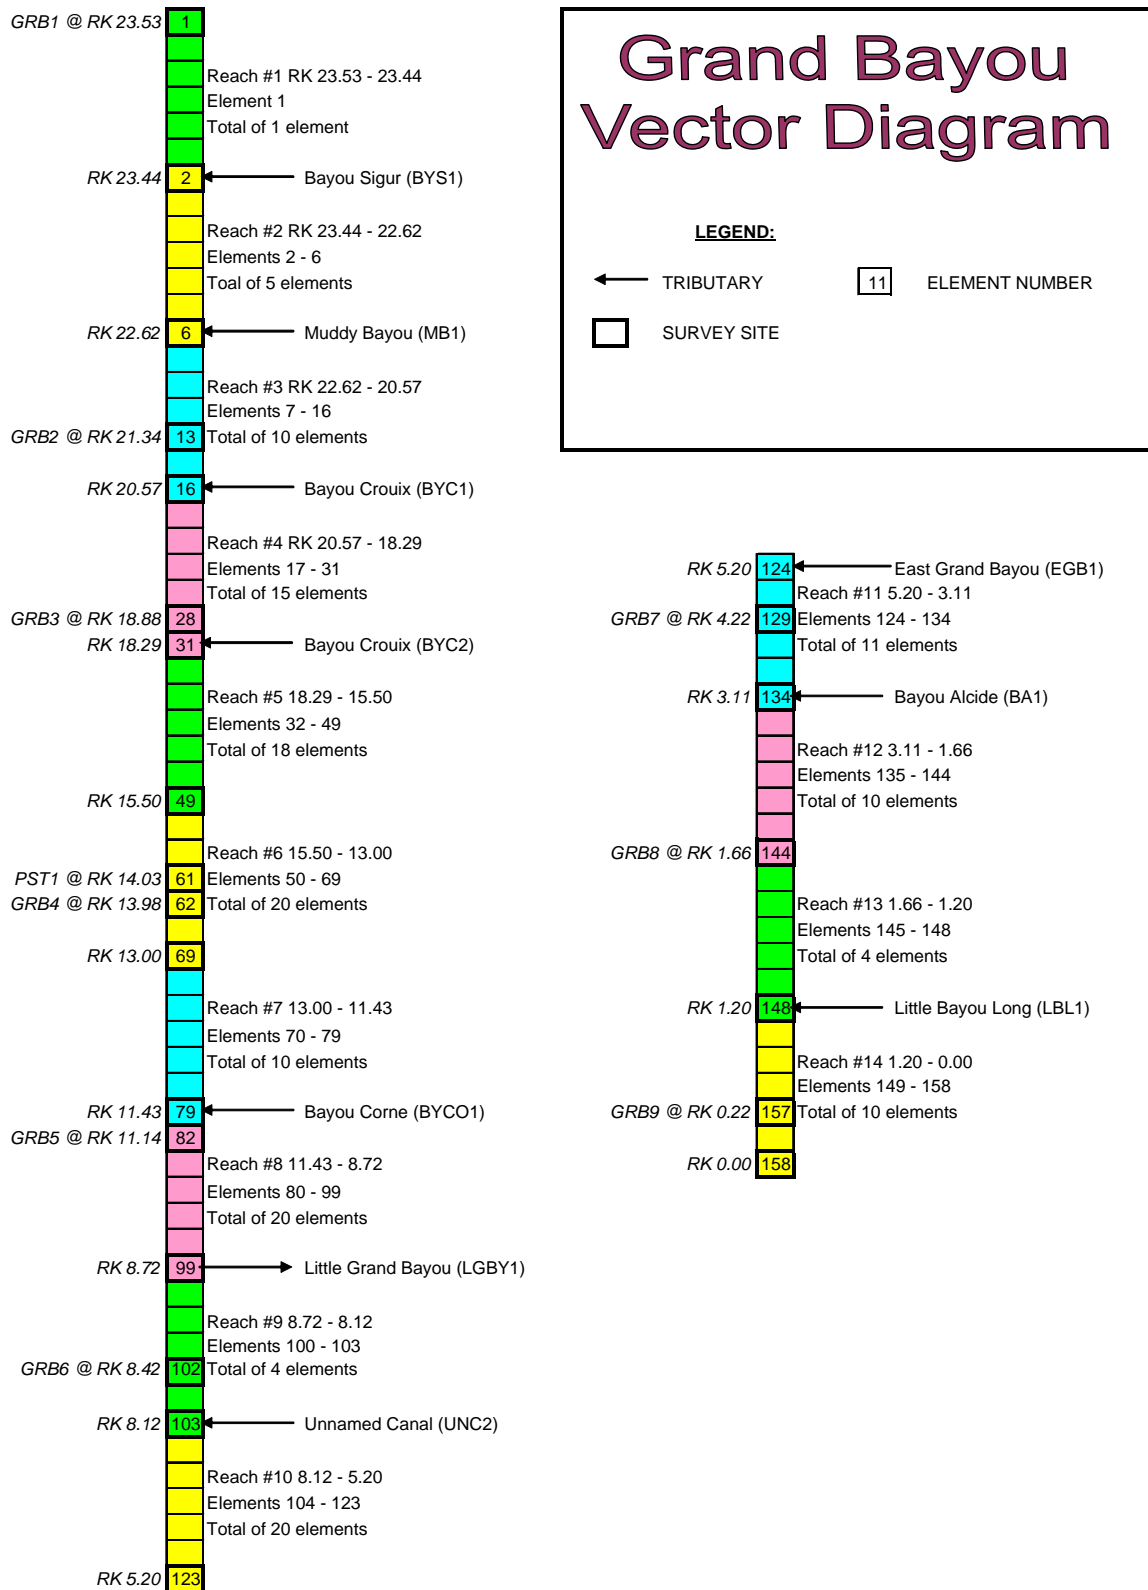 Grand Bayou
Vector Diagram
LEGEND:
TRIBUTARY
11 ELEMENT NUMBER
SURVEY SITE
GRB1 @ RK 23.53 1
Reach #1 RK 23.53 - 23.44
Element 1
Total of 1 element
RK 23.44 2 Bayou Sigur (BYS1)
Reach #2 RK 23.44 - 22.62
Elements 2 - 6
Toal of 5 elements
RK 22.62 6 Muddy Bayou (MB1)
Reach #3 RK 22.62 - 20.57
Elements 7 - 16
GRB2 @ RK 21.34 13 Total of 10 elements
RK 20.57 16 Bayou Crouix (BYC1)
Reach #4 RK 20.57 - 18.29
Elements 17 - 31
Total of 15 elements
GRB3 @ RK 18.88 28
RK 18.29 31 Bayou Crouix (BYC2)
Reach #5 18.29 - 15.50
Elements 32 - 49
Total of 18 elements
RK 15.50 49
Reach #6 15.50 - 13.00
PST1 @ RK 14.03 61 Elements 50 - 69
GRB4 @ RK 13.98 62 Total of 20 elements
RK 13.00 69
Reach #7 13.00 - 11.43
Elements 70 - 79
Total of 10 elements
RK 11.43 79 Bayou Corne (BYCO1)
GRB5 @ RK 11.14 82
Reach #8 11.43 - 8.72
Elements 80 - 99
Total of 20 elements
RK 8.72 99 Little Grand Bayou (LGBY1)
Reach #9 8.72 - 8.12
Elements 100 - 103
GRB6 @ RK 8.42 102 Total of 4 elements
RK 8.12 103 Unnamed Canal (UNC2)
Reach #10 8.12 - 5.20
Elements 104 - 123
Total of 20 elements
RK 5.20 123
RK 5.20 124 East Grand Bayou (EGB1)
Reach #11 5.20 - 3.11
GRB7 @ RK 4.22 129 Elements 124 - 134
Total of 11 elements
RK 3.11 134 Bayou Alcide (BA1)
Reach #12 3.11 - 1.66
Elements 135 - 144
Total of 10 elements
GRB8 @ RK 1.66 144
Reach #13 1.66 - 1.20
Elements 145 - 148
Total of 4 elements
RK 1.20 148 Little Bayou Long (LBL1)
Reach #14 1.20 - 0.00
Elements 149 - 158
GRB9 @ RK 0.22 157 Total of 10 elements
RK 0.00 158